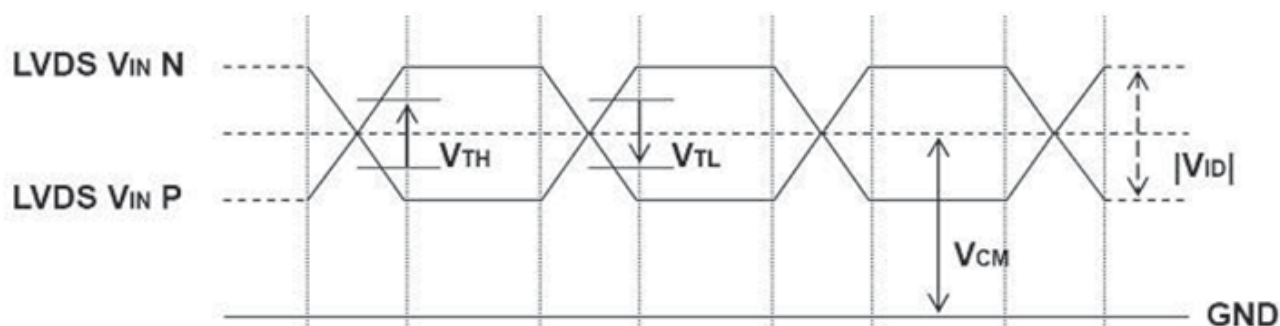 LVDS VIN N
VTH
VTL
|VID|
LVDS VIN P
VCM
GND